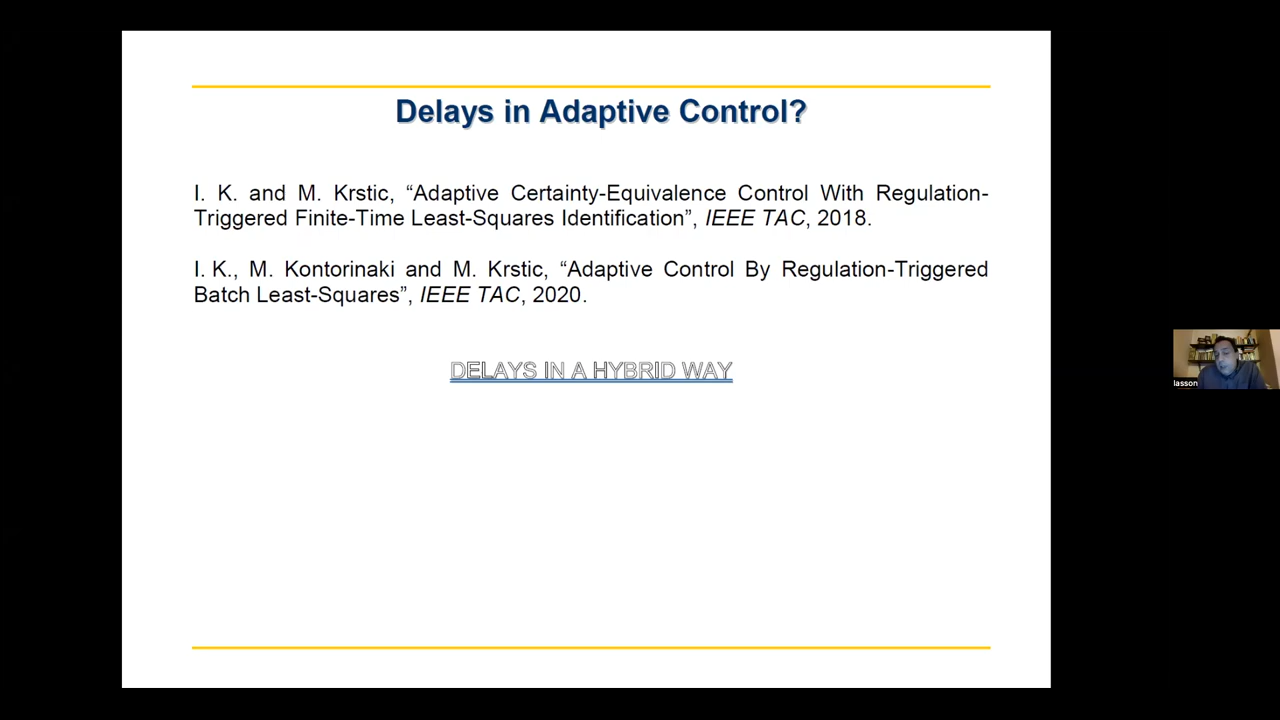 Delays in Adaptive Control?
I. K. and M. Krstic, “Adaptive Certainty-Equivalence Control With Regulation-
Triggered Finite-Time Least-Squares Identification”, IEEE TAC, 2018.
I. K., M. Kontorinaki and M. Krstic, “Adaptive Control By Regulation-Triggered
Batch Least-Squares”, IEEE TAC, 2020.
DELAYS IN A HYBRID WAY
Iasson